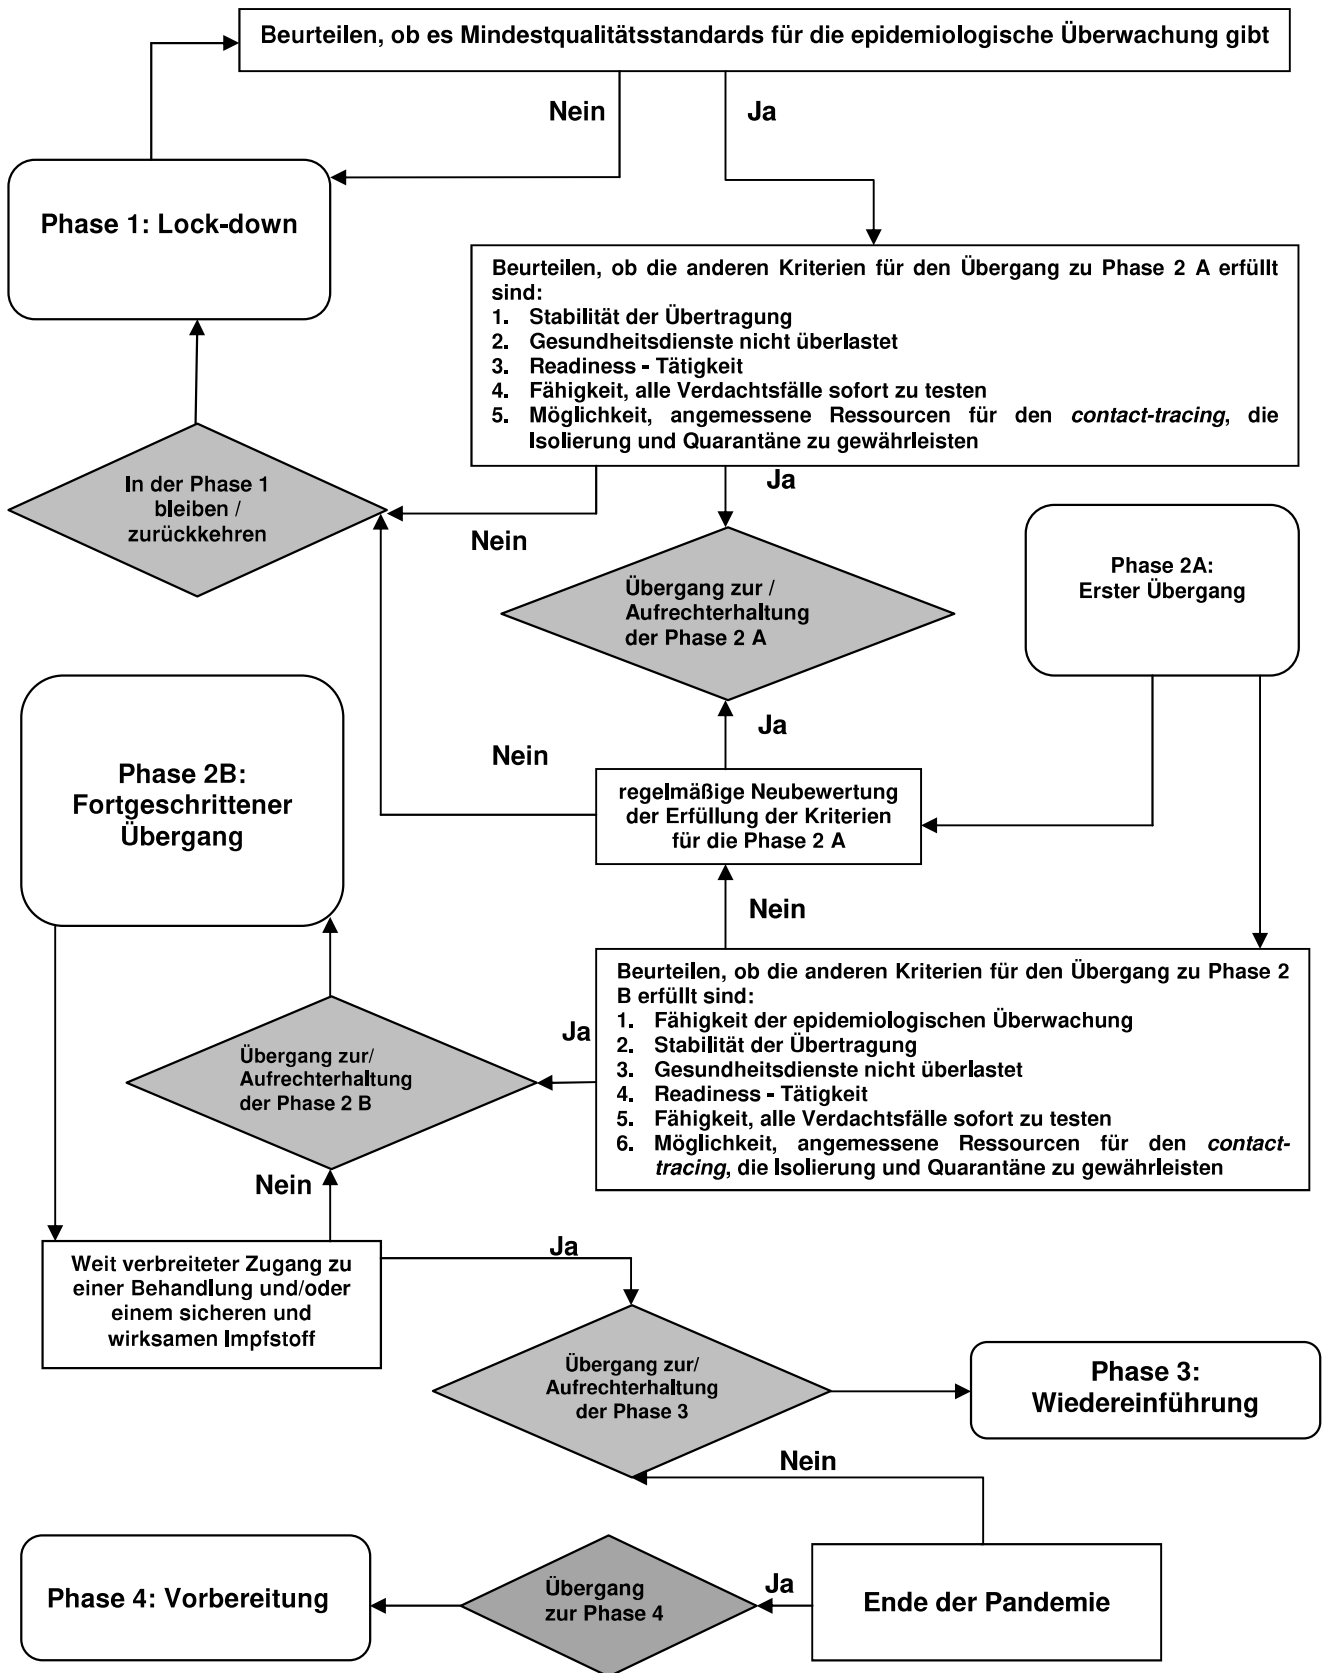 Beurteilen, ob es Mindestqualitätsstandards für die epidemiologische Überwachung gibt
Nein
Ja
Phase 1: Lock-down
Beurteilen, ob die anderen Kriterien für den Übergang zu Phase 2 A erfüllt
sind:
1. Stabilität der Übertragung
2. Gesundheitsdienste nicht überlastet
3. Readiness - Tätigkeit
4. Fähigkeit, alle Verdachtsfälle sofort zu testen
5. Möglichkeit, angemessene Ressourcen für den contact-tracing, die
Isolierung und Quarantäne zu gewährleisten
Ja
Nein
In der Phase 1
bleiben /
zurückkehren
Übergang zur /
Aufrechterhaltung
der Phase 2 A
Phase 2A:
Erster Übergang
Ja
Nein
Phase 2B:
Fortgeschrittener
Übergang
regelmäßige Neubewertung
der Erfüllung der Kriterien
für die Phase 2 A
Nein
Beurteilen, ob die anderen Kriterien für den Übergang zu Phase 2
B erfüllt sind:
1. Fähigkeit der epidemiologischen Überwachung
2. Stabilität der Übertragung
3. Gesundheitsdienste nicht überlastet
4. Readiness - Tätigkeit
5. Fähigkeit, alle Verdachtsfälle sofort zu testen
6. Möglichkeit, angemessene Ressourcen für den contact-
tracing, die Isolierung und Quarantäne zu gewährleisten
Ja
Übergang zur/
Aufrechterhaltung
der Phase 2 B
Nein
Weit verbreiteter Zugang zu
einer Behandlung und/oder
einem sicheren und
wirksamen Impfstoff
Ja
Übergang zur/
Aufrechterhaltung
der Phase 3
Phase 3:
Wiedereinführung
Nein
Phase 4: Vorbereitung
Übergang
zur Phase 4
Ja
Ende der Pandemie